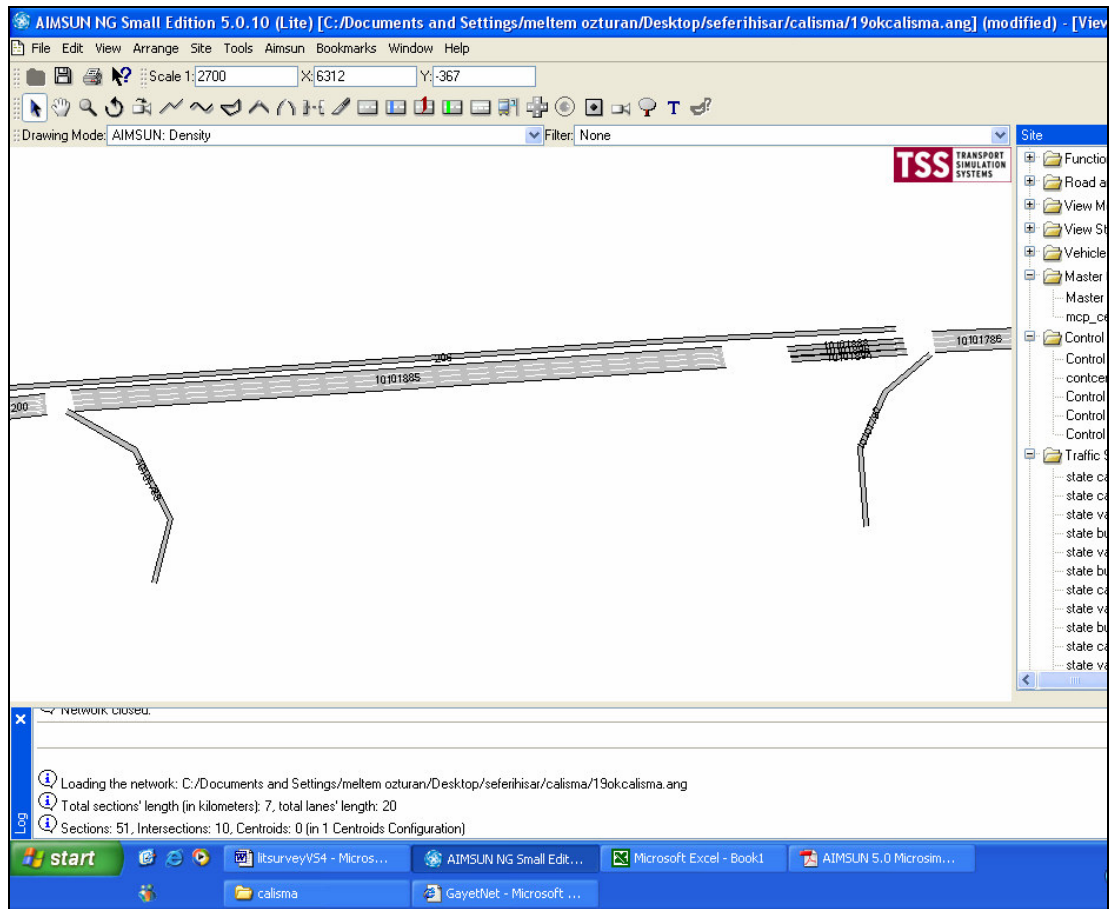 AIMSUN NG Small Edition 5.0.10 (Lite) [C:/Documents and Settings/meltem ozturan/Desktop/seferihisar/calisma/19okcalisma.ang] (modified) - [View
File Edit View Arrange Site Tools Aimsun Bookmarks Window Help
Scale 1: 2700 X: 6312 Y: -367
Drawing Mode: AIMSUN: Density Filter: None
Site
TSS TRANSPORT SIMULATION SYSTEMS
Functio
Road a
View M
View St
Vehicle
Master
Master
mcp_ce
Control
Control
contcer
Control
Control
Control
Traffic S
state ca
state ca
state va
state bu
state va
state bu
state ca
state va
state bu
state ca
state va
10101786
10101885
200
Network closed.
Loading the network: C:/Documents and Settings/meltem ozturan/Desktop/seferihisar/calisma/19okcalisma.ang
Total sections' length (in kilometers): 7, total lanes' length: 20
Sections: 51, Intersections: 10, Centroids: 0 (in 1 Centroids Configuration)
Log
start litsurveyV54 - Micros... AIMSUN NG Small Edit... Microsoft Excel - Book1 AIMSUN 5.0 Microsim...
calisma GayetNet - Microsoft ...